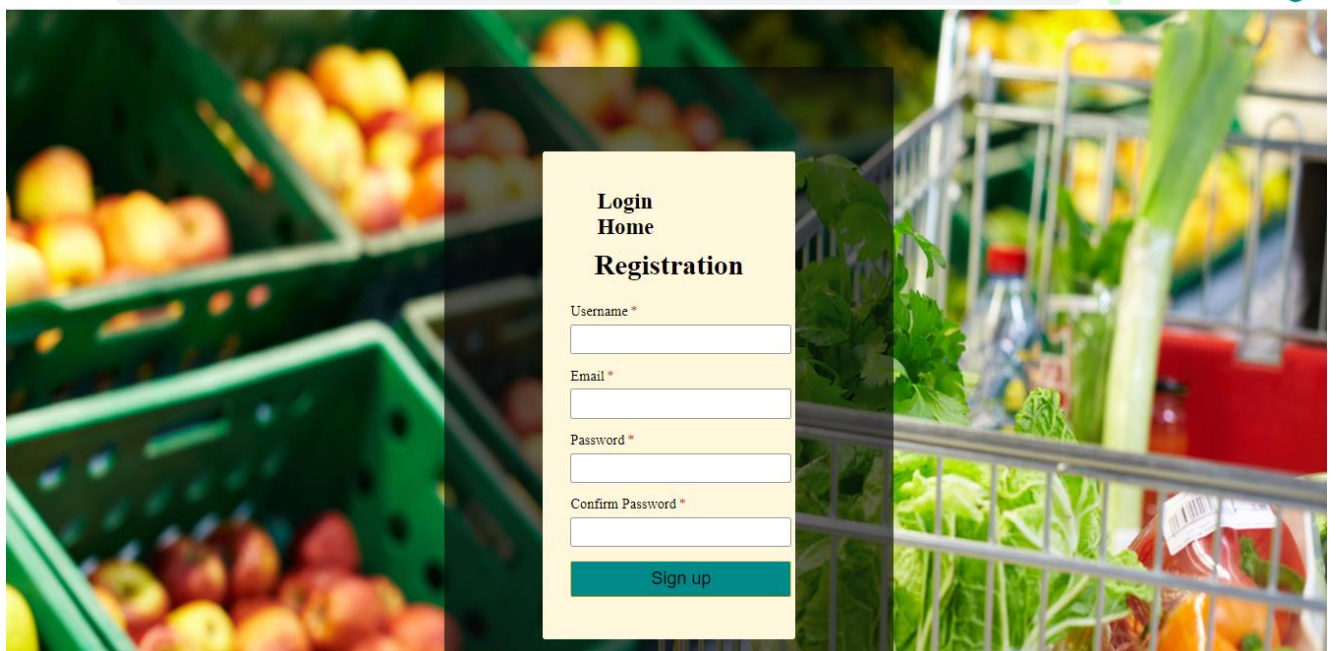 Login
Home
Registration
Username *
Email *
Password *
Confirm Password *
Sign up